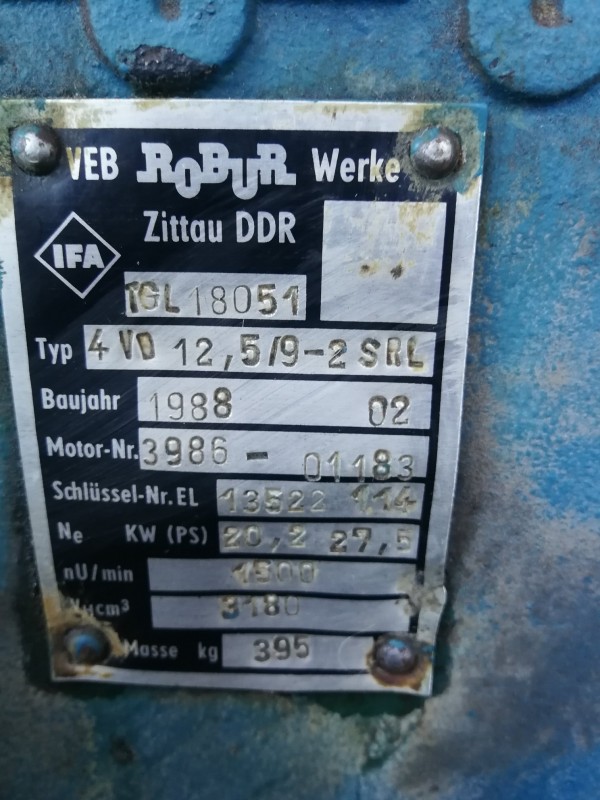 VEB ROBUR Werke
Zittau DDR
IFA
TGL 18051
Typ 4 VD 12,5/9-2 SRL
Baujahr 1988 02
Motor-Nr. 3986 - 01183
Schlüssel-Nr. EL 13522 114
Ne KW (PS) 20,2 27,5
nU/min 1500
cm³ 3180
Masse kg 395